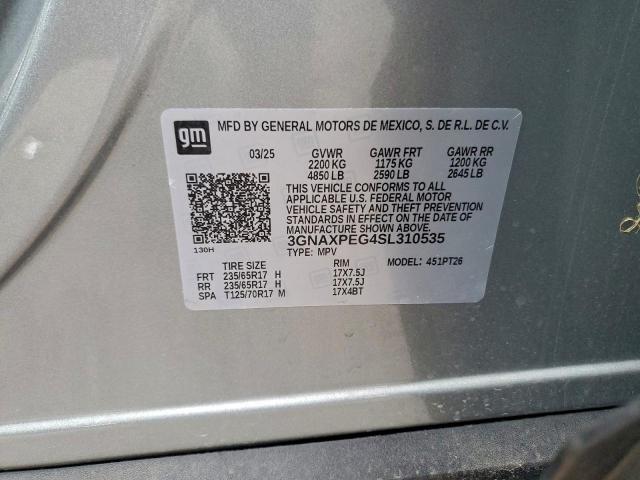 gm
MFD BY GENERAL MOTORS DE MEXICO, S. DE R.L. DE C.V.
03/25 GVWR GAWR FRT GAWR RR
2200 KG 1175 KG 1200 KG
4850 LB 2590 LB 2645 LB
THIS VEHICLE CONFORMS TO ALL
APPLICABLE U.S. FEDERAL MOTOR
VEHICLE SAFETY AND THEFT PREVENTION
STANDARDS IN EFFECT ON THE DATE OF
MANUFACTURE SHOWN ABOVE.
3GNAXPEG4SL310535
130H TYPE: MPV
TIRE SIZE RIM MODEL: 451PT26
FRT 235/65R17 H 17X7.5J
RR 235/65R17 H 17X7.5J
SPA T125/70R17 M 17X4BT